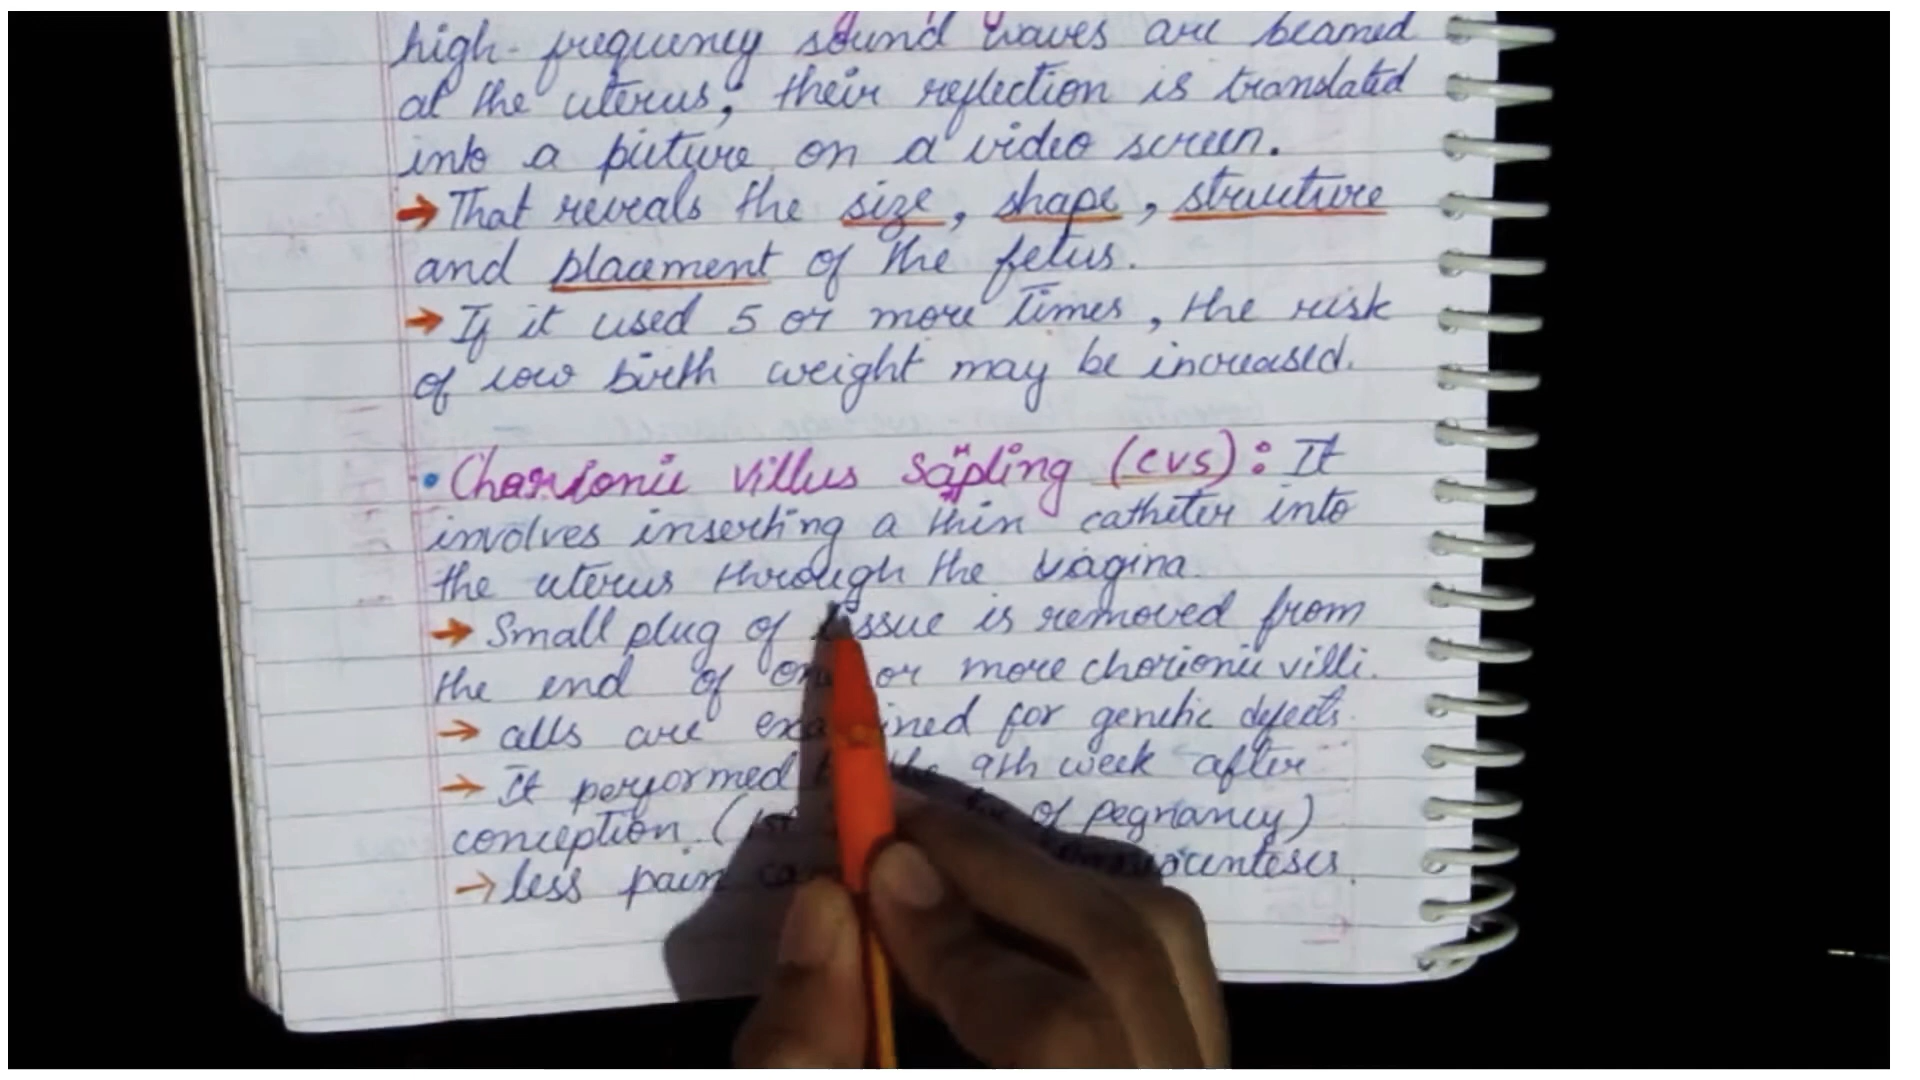 high-frequency sound waves are beamed
at the uterus, their reflection is translated
into a picture on a video screen.
→ That reveals the size, shape, structure
and placement of the fetus.
→ If it used 5 or more times, the risk
of low birth weight may be increased.
• Chorionic villus Sapling (CVS): It
involves inserting a thin catheter into
the uterus through the vagina.
→ Small plug of tissue is removed from
the end of one or more chorionic villi.
→ cells are examined for genetic defects.
→ It performed the 9th week after
conception (1st of pegnancy)
→ less pain